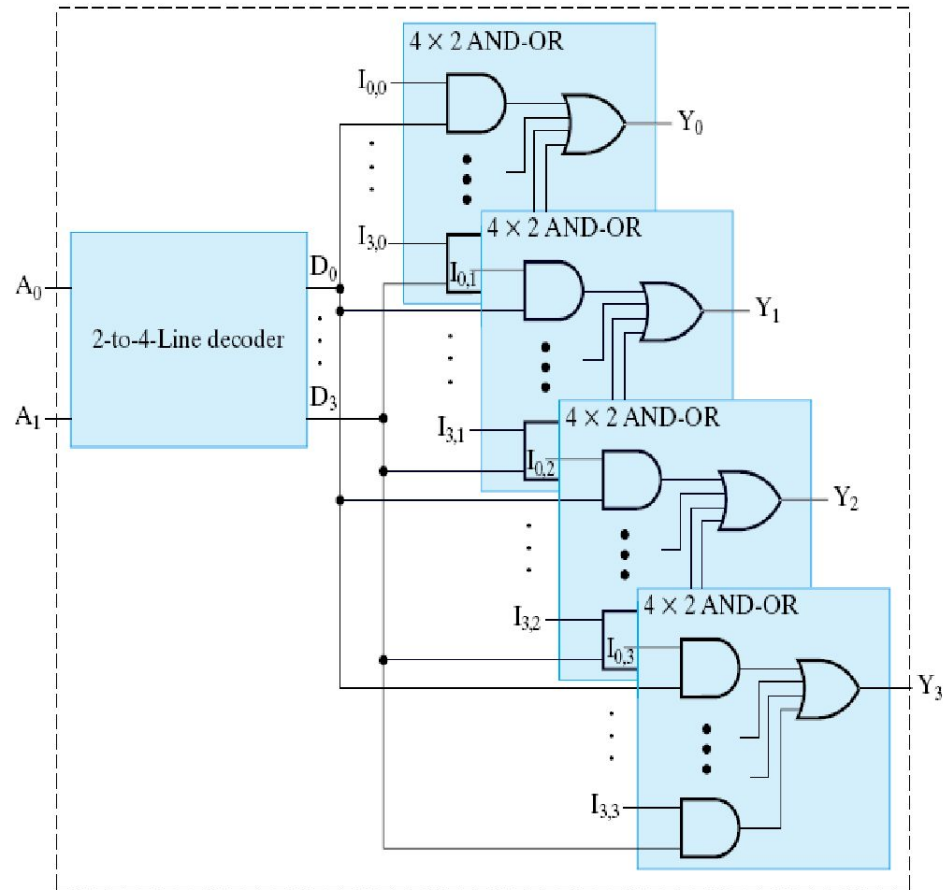 4 × 2 AND-OR
I0,0
Y0
4 × 2 AND-OR
I3,0
I0,1
D0
A0
Y1
2-to-4-Line decoder
D3
A1
4 × 2 AND-OR
I3,1
I0,2
Y2
4 × 2 AND-OR
I3,2
I0,3
Y3
I3,3